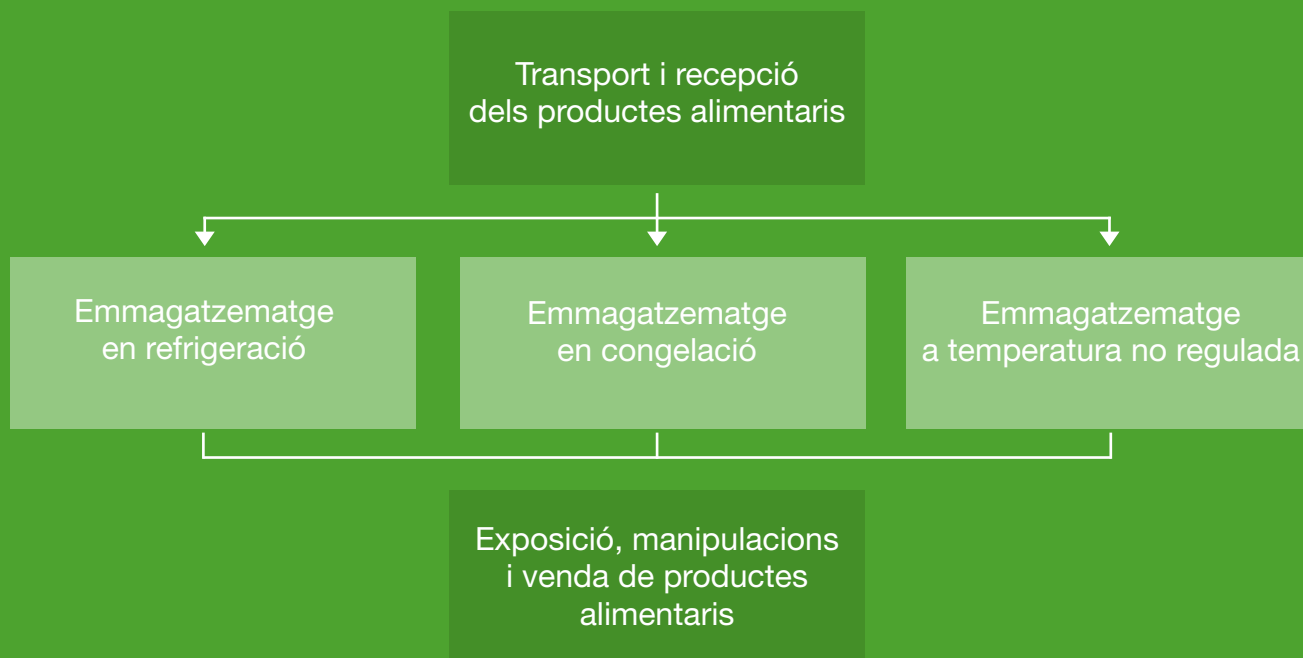 Transport i recepció
dels productes alimentaris
Emmagatzematge
en refrigeració
Emmagatzematge
en congelació
Emmagatzematge
a temperatura no regulada
Exposició, manipulacions
i venda de productes
alimentaris